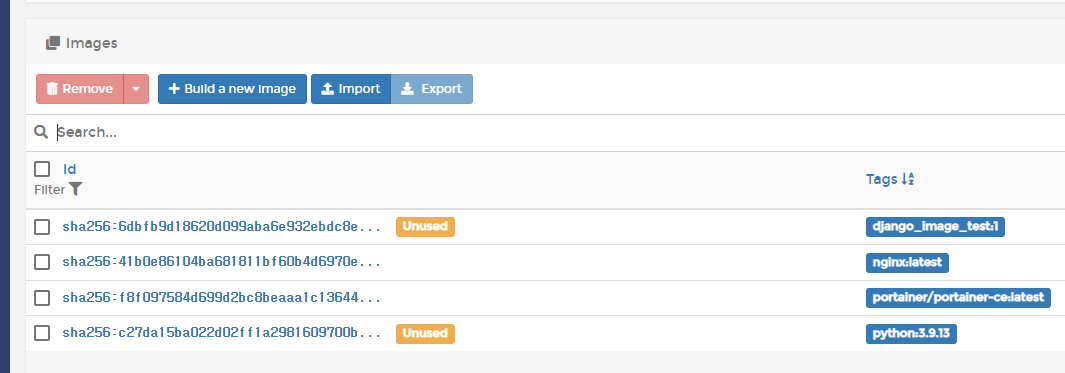 Images
Remove
Build a new image
Import
Export
Search...
Id
Filter
Tags
sha256:6dbfb9d18620d099aba6e932ebdc8e... Unused django_image_test:1
sha256:41b0e86104ba681811bf60b4d6970e... nginx:latest
sha256:f8f097584d699d2bc8beaaa1c13644... portainer/portainer-ce:latest
sha256:c27da15ba022d02ff1a2981609700b... Unused python:3.9.13